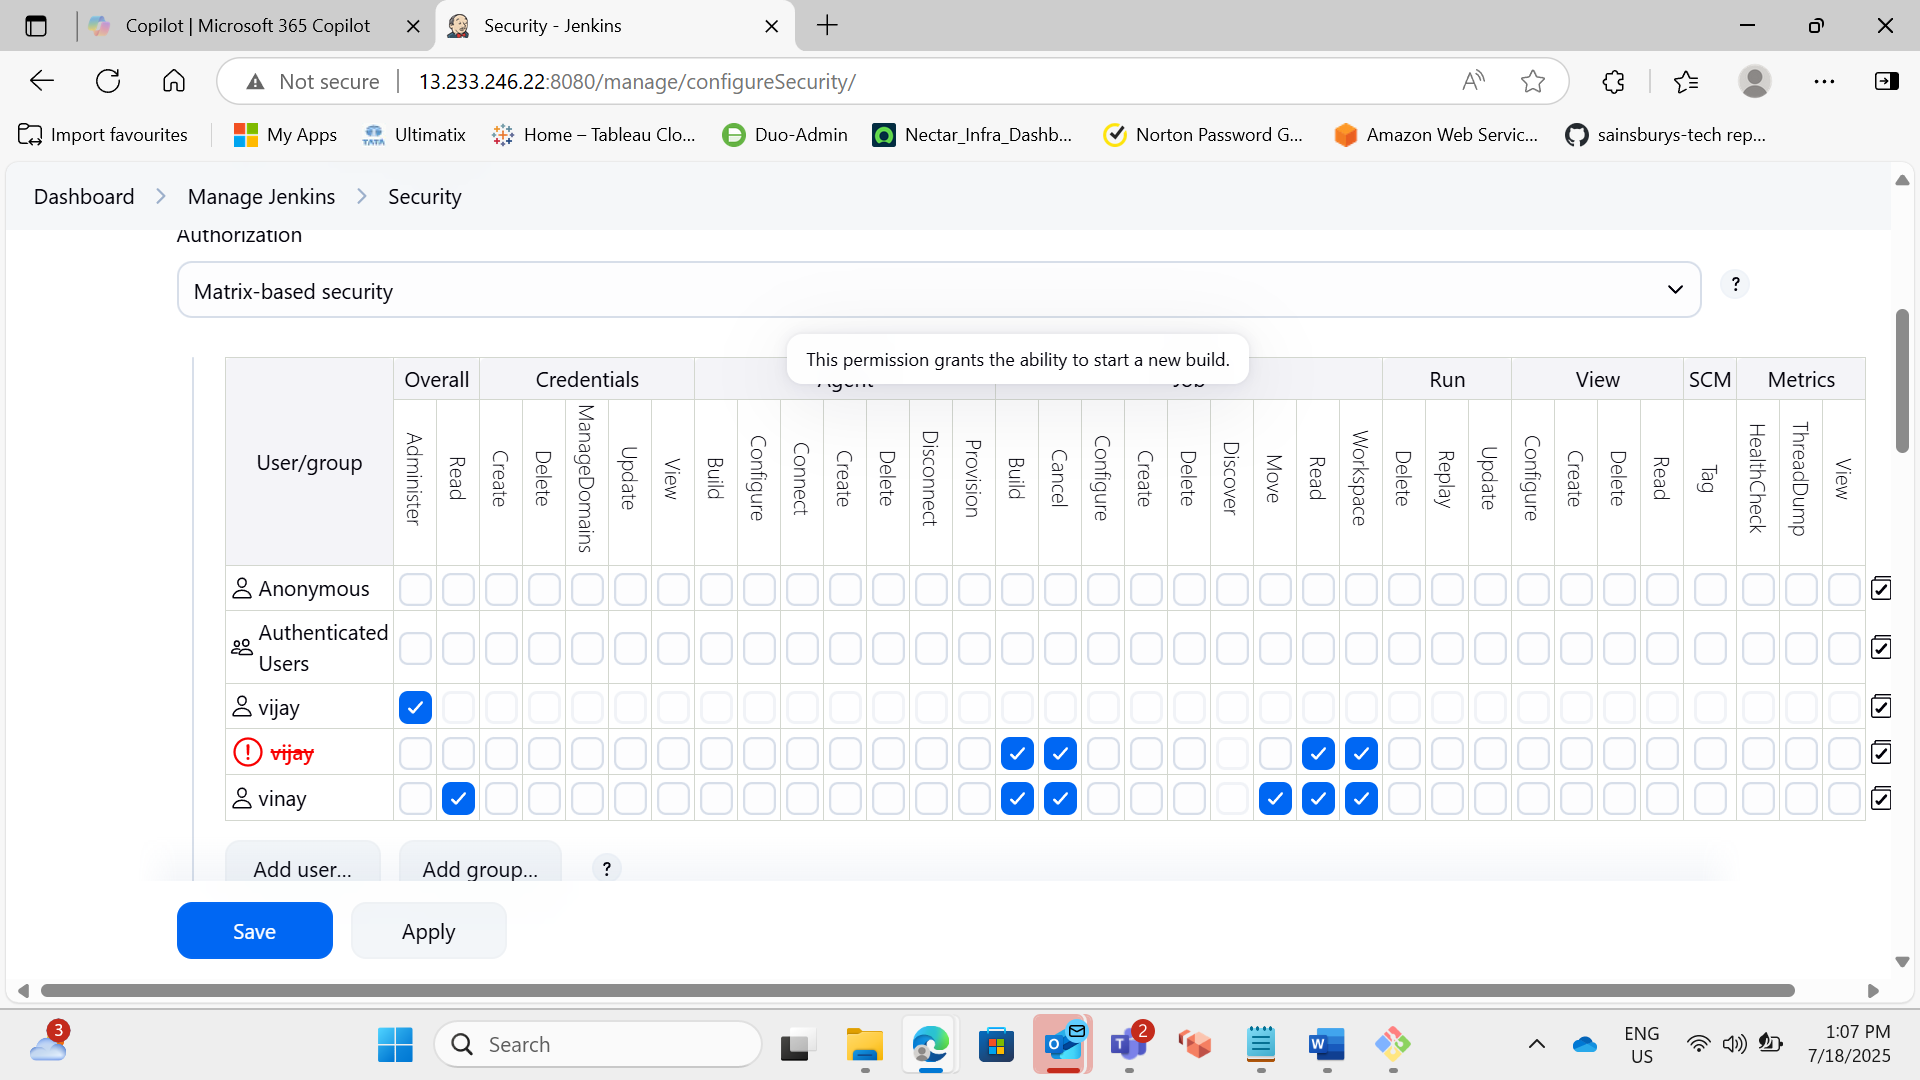 Copilot | Microsoft 365 Copilot
Security - Jenkins
Not secure
13.233.246.22:8080/manage/configureSecurity/
Import favourites
My Apps
Ultimatix
Home – Tableau Clo...
Duo-Admin
Nectar_Infra_Dashb...
Norton Password G...
Amazon Web Servic...
sainsburys-tech rep...
Dashboard
Manage Jenkins
Security
Authorization
Matrix-based security
?
This permission grants the ability to start a new build.
User/group
Overall
Credentials
Agent
Job
Run
View
SCM
Metrics
Administer
Read
Create
Delete
ManageDomains
Update
View
Build
Configure
Connect
Create
Delete
Disconnect
Provision
Build
Cancel
Configure
Create
Delete
Discover
Move
Read
Workspace
Delete
Replay
Update
Configure
Create
Delete
Read
Tag
HealthCheck
ThreadDump
View
Anonymous
Authenticated
Users
vijay
vijay
vinay
Add user...
Add group...
?
Save
Apply
3
Search
2
ENG
US
1:07 PM
7/18/2025